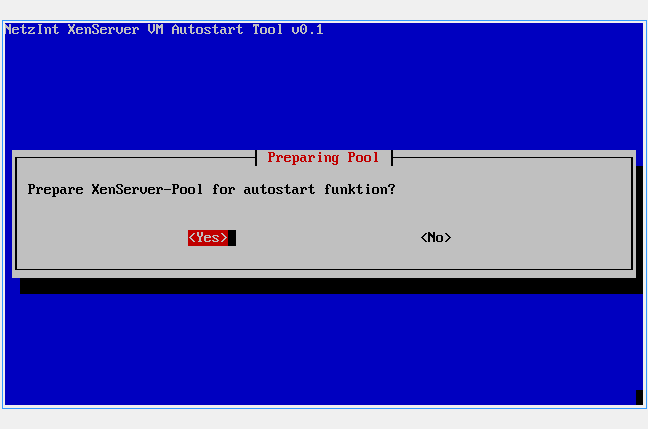 NetzInt XenServer VM Autostart Tool v0.1
Preparing Pool
Prepare XenServer-Pool for autostart funktion?
<Yes> <No>